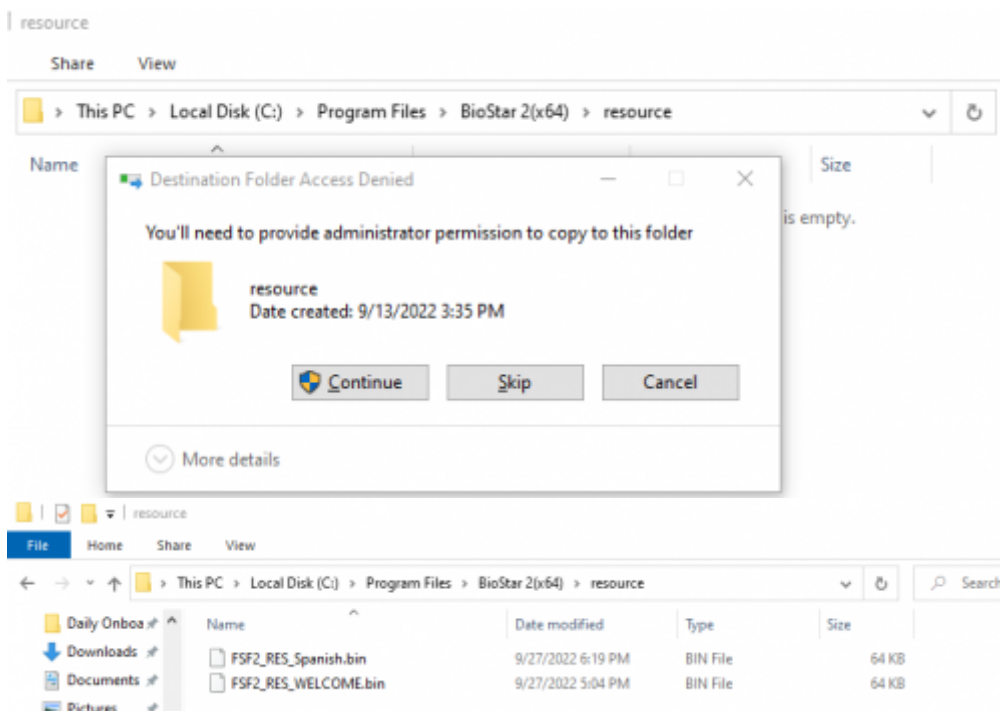 resource
Share View
This PC > Local Disk (C:) > Program Files > BioStar 2(x64) > resource
Name Size
Destination Folder Access Denied
is empty.
You'll need to provide administrator permission to copy to this folder
resource
Date created: 9/13/2022 3:35 PM
Continue Skip Cancel
More details
resource
File Home Share View
This PC > Local Disk (C:) > Program Files > BioStar 2(x64) > resource Search
Daily Onboa Name Date modified Type Size
Downloads FSF2_RES_Spanish.bin 9/27/2022 6:19 PM BIN File 64 KB
Documents FSF2_RES_WELCOME.bin 9/27/2022 5:04 PM BIN File 64 KB
Pictures